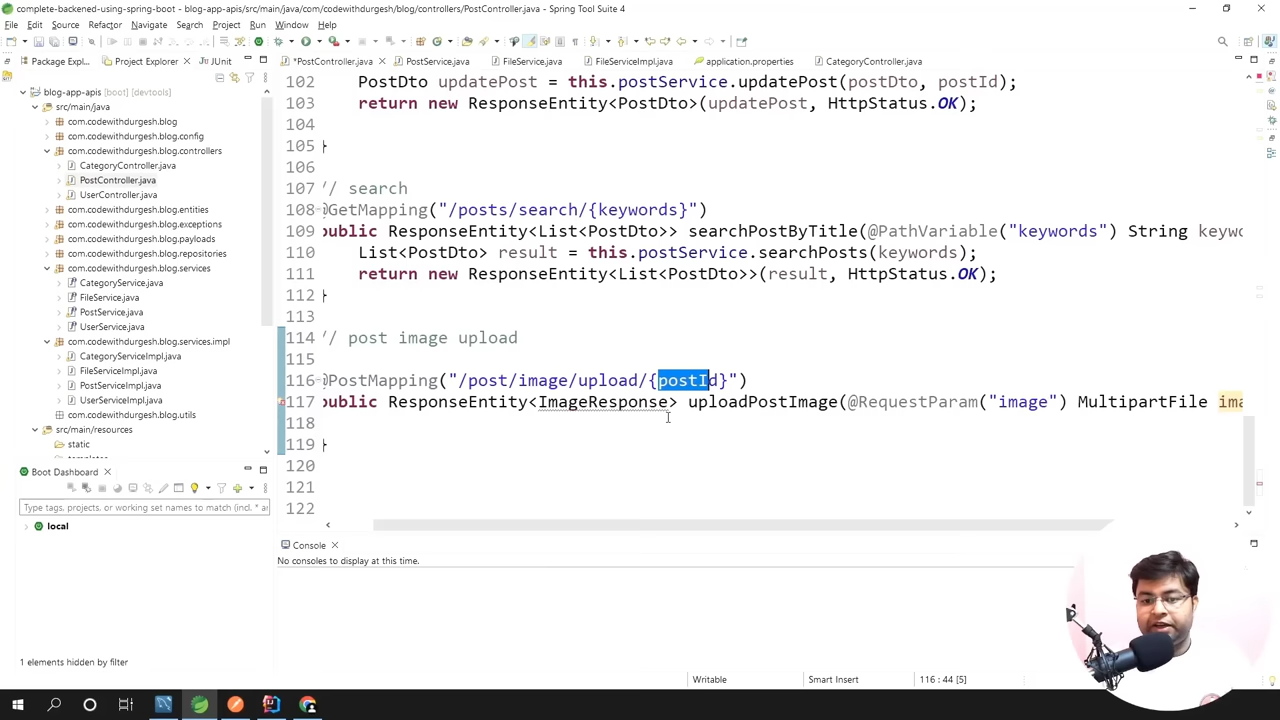 complete-backened-using-spring-boot - blog-app-apis/src/main/java/com/codewithdurgesh/blog/controllers/PostController.java - Spring Tool Suite 4
File Edit Source Refactor Navigate Search Project Run Window Help
Package Expl... Project Explorer JUnit
*PostController.java PostService.java FileService.java FileServiceImpl.java application.properties CategoryController.java
blog-app-apis [boot] [devtools]
src/main/java
com.codewithdurgesh.blog
com.codewithdurgesh.blog.config
com.codewithdurgesh.blog.controllers
CategoryController.java
PostController.java
UserController.java
com.codewithdurgesh.blog.entities
com.codewithdurgesh.blog.exceptions
com.codewithdurgesh.blog.payloads
com.codewithdurgesh.blog.repositories
com.codewithdurgesh.blog.services
CategoryService.java
FileService.java
PostService.java
UserService.java
com.codewithdurgesh.blog.services.impl
CategoryServiceImpl.java
FileServiceImpl.java
PostServiceImpl.java
UserServiceImpl.java
com.codewithdurgesh.blog.utils
src/main/resources
static
102 PostDto updatePost = this.postService.updatePost(postDto, postId);
103 return new ResponseEntity<PostDto>(updatePost, HttpStatus.OK);
104
105 }
106
107 // search
108 @GetMapping("/posts/search/{keywords}")
109 public ResponseEntity<List<PostDto>> searchPostByTitle(@PathVariable("keywords") String keywo
110 List<PostDto> result = this.postService.searchPosts(keywords);
111 return new ResponseEntity<List<PostDto>>(result, HttpStatus.OK);
112 }
113
114 // post image upload
115
116 @PostMapping("/post/image/upload/{postId}")
117 public ResponseEntity<ImageResponse> uploadPostImage(@RequestParam("image") MultipartFile ima
118
119 }
120
121
122
Boot Dashboard
Type tags, projects, or working set names to match (incl. * ar
local
1 elements hidden by filter
Console
No consoles to display at this time.
Writable Smart Insert 116 : 44 [5]